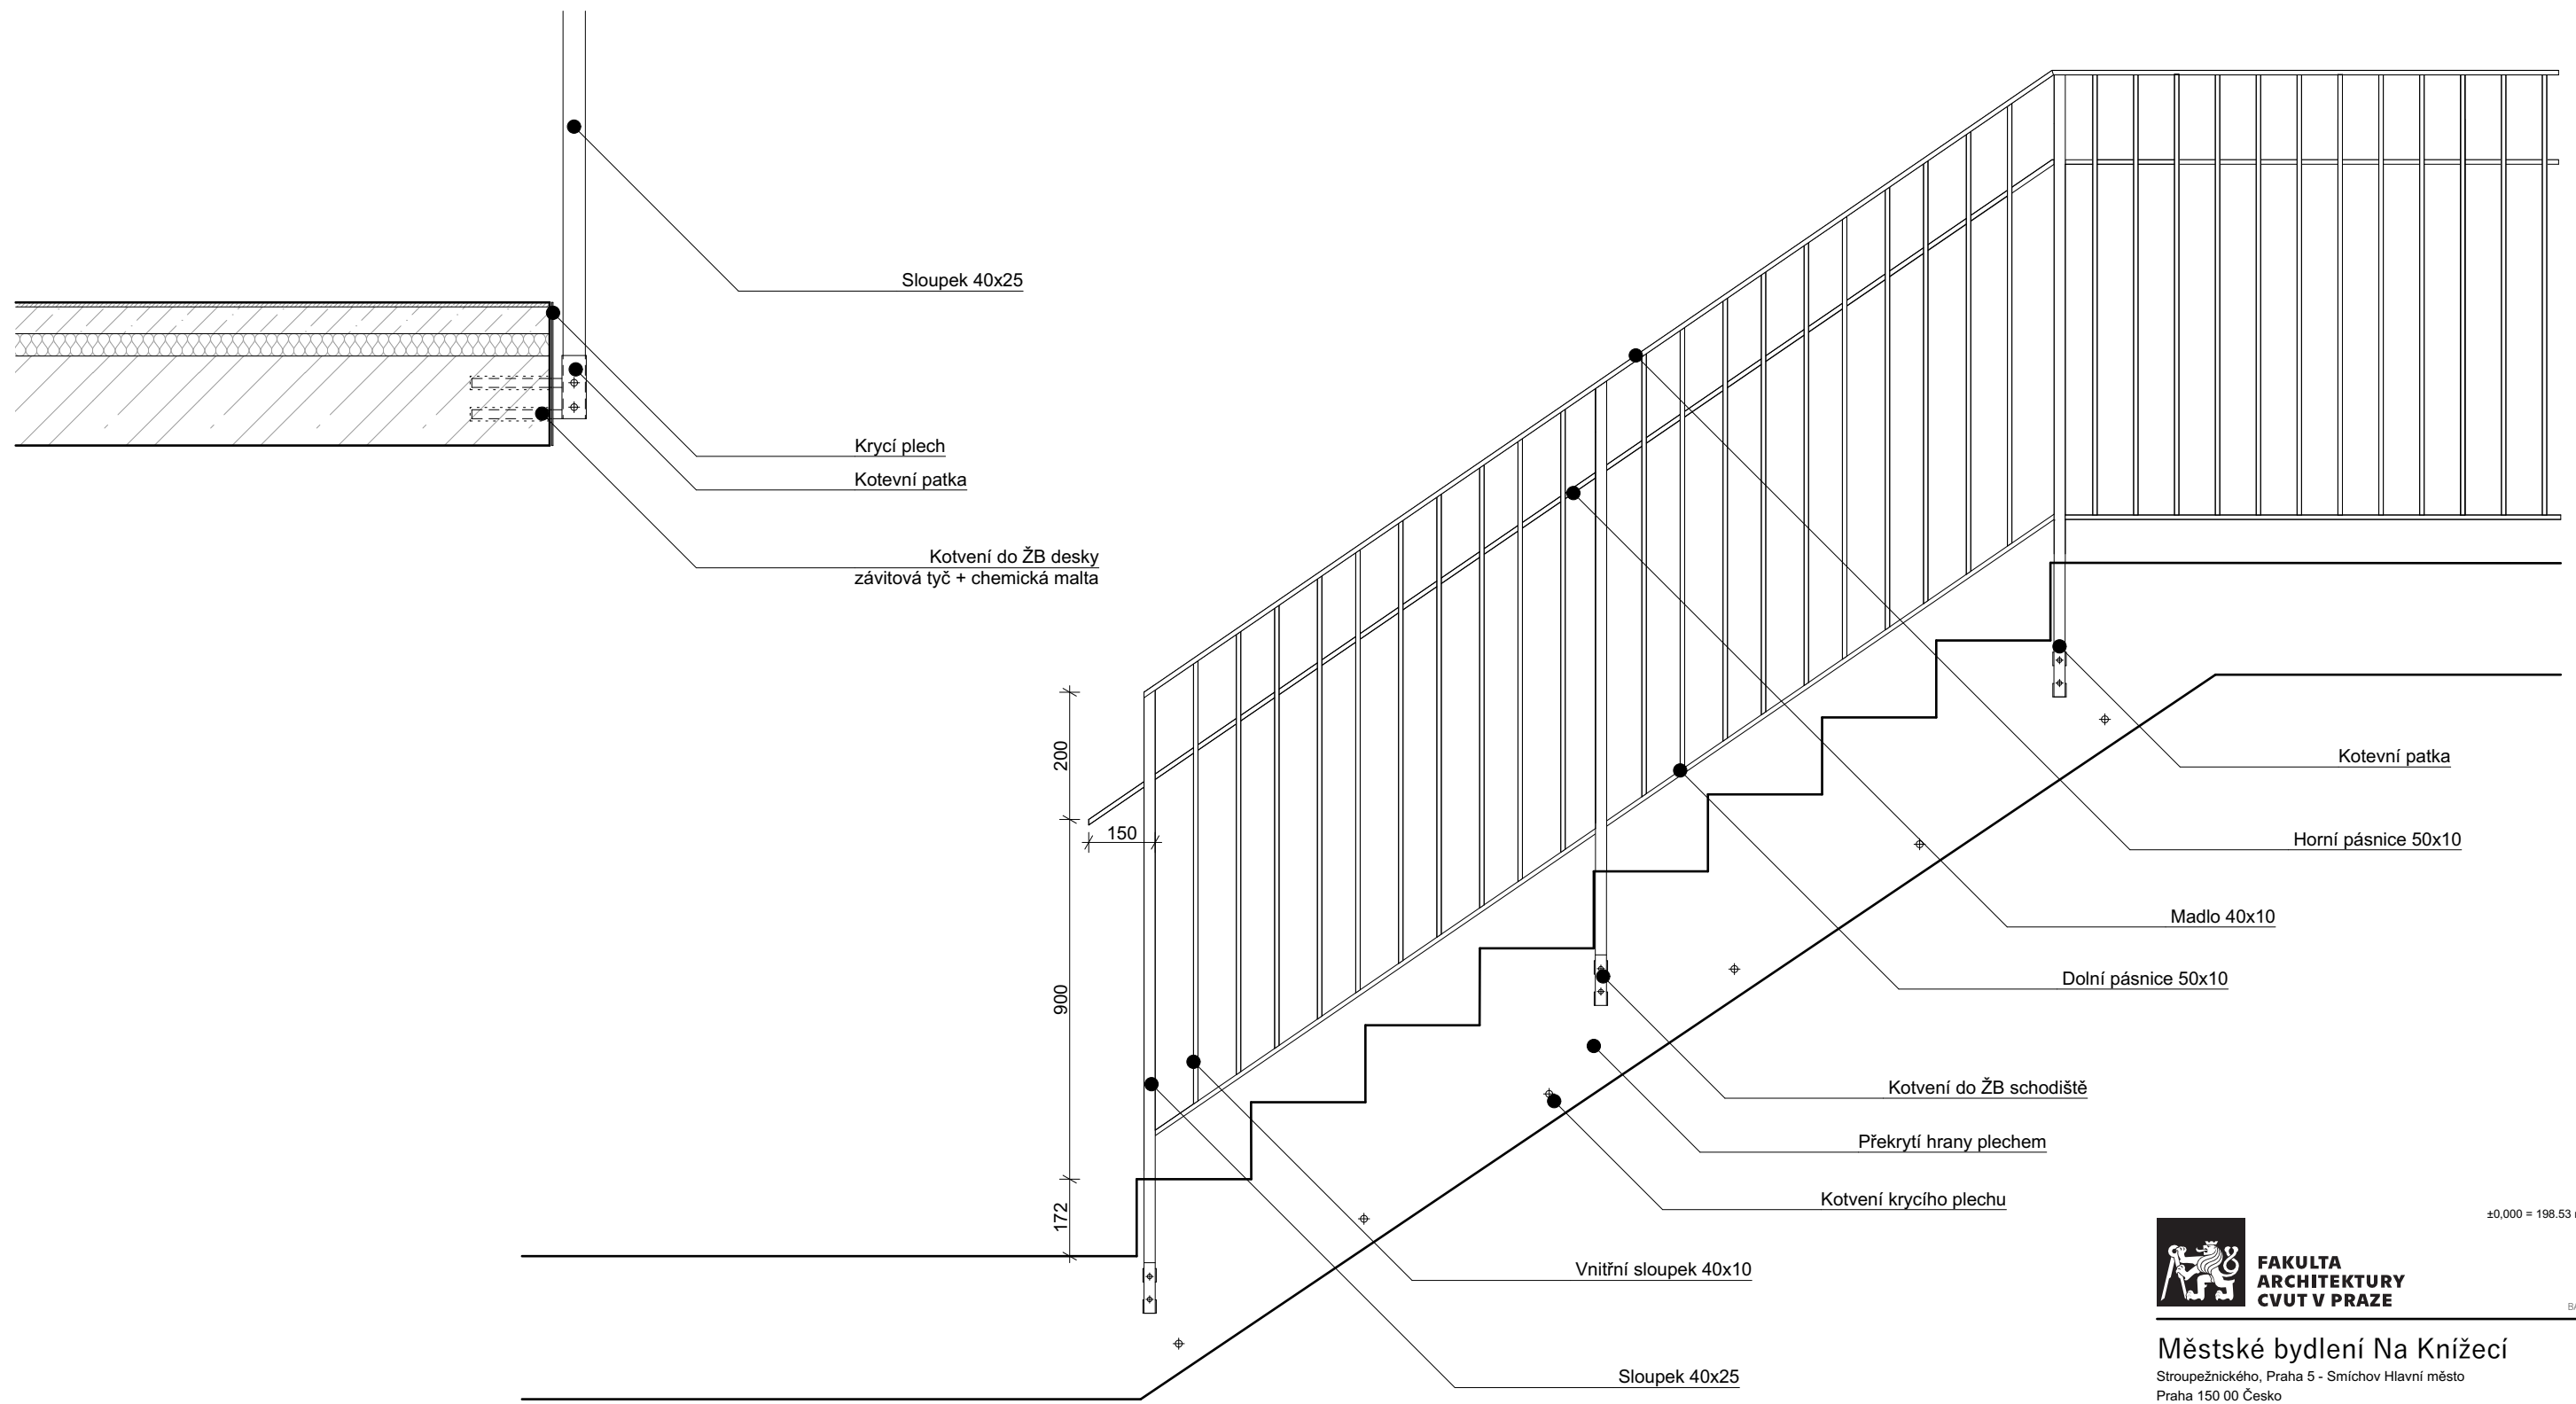 Sloupek 40x25
Krycí plech
Kotevní patka
Kotvení do ŽB desky
závitová tyč + chemická malta
200
150
900
172
Kotevní patka
Horní pásnice 50x10
Madlo 40x10
Dolní pásnice 50x10
Kotvení do ŽB schodiště
Překrytí hrany plechem
Kotvení krycího plechu
Vnitřní sloupek 40x10
Sloupek 40x25
±0,000 = 198.53
FAKULTA
ARCHITEKTURY
CVUT V PRAZE
Městské bydlení Na Knížecí
Stroupežnického, Praha 5 - Smíchov Hlavní město
Praha 150 00 Česko